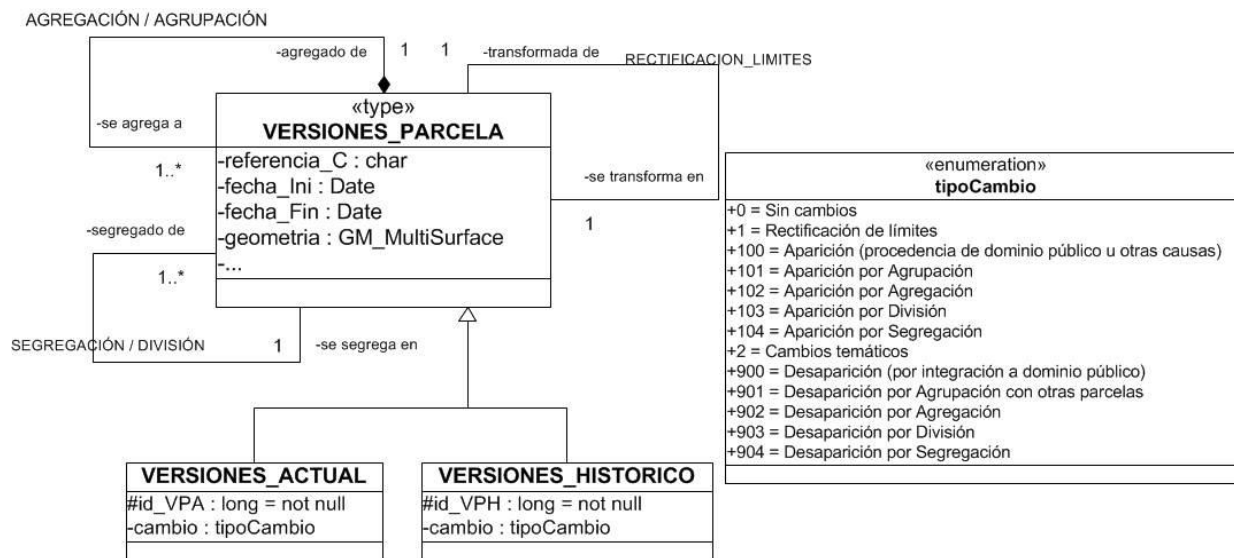 AGREGACIÓN / AGRUPACIÓN
-agregado de
1
1
-transformada de
RECTIFICACION_LIMITES
«type»
VERSIONES_PARCELA
-se agrega a
1..*
-referencia_C : char
-fecha_Ini : Date
-fecha_Fin : Date
-geometria : GM_MultiSurface
-...
-se transforma en
1
-segregado de
1..*
SEGREGACIÓN / DIVISIÓN
1
-se segrega en
«enumeration»
tipoCambio
+0 = Sin cambios
+1 = Rectificación de límites
+100 = Aparición (procedencia de dominio público u otras causas)
+101 = Aparición por Agrupación
+102 = Aparición por Agregación
+103 = Aparición por División
+104 = Aparición por Segregación
+2 = Cambios temáticos
+900 = Desaparición (por integración a dominio público)
+901 = Desaparición por Agrupación con otras parcelas
+902 = Desaparición por Agregación
+903 = Desaparición por División
+904 = Desaparición por Segregación
VERSIONES_ACTUAL
#id_VPA : long = not null
-cambio : tipoCambio
VERSIONES_HISTORICO
#id_VPH : long = not null
-cambio : tipoCambio